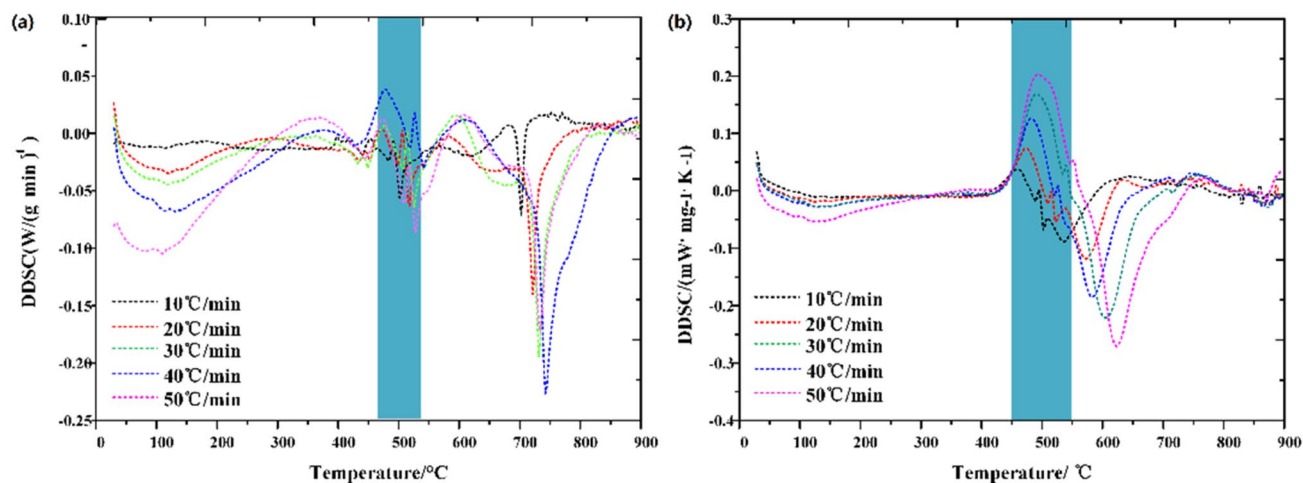 (a)
0.10
0.05
0.00
-0.05
-0.10
-0.15
-0.20
-0.25
DDSC(W/(g min )¹
10℃/min
20℃/min
30℃/min
40℃/min
50℃/min
0 100 200 300 400 500 600 700 800 900
Temperature/°C
(b)
0.3
0.2
0.1
0.0
-0.1
-0.2
-0.3
-0.4
DDSC/(mW· mg-1· K -1)
10℃/min
20℃/min
30℃/min
40℃/min
50℃/min
0 100 200 300 400 500 600 700 800 900
Temperature/ ℃